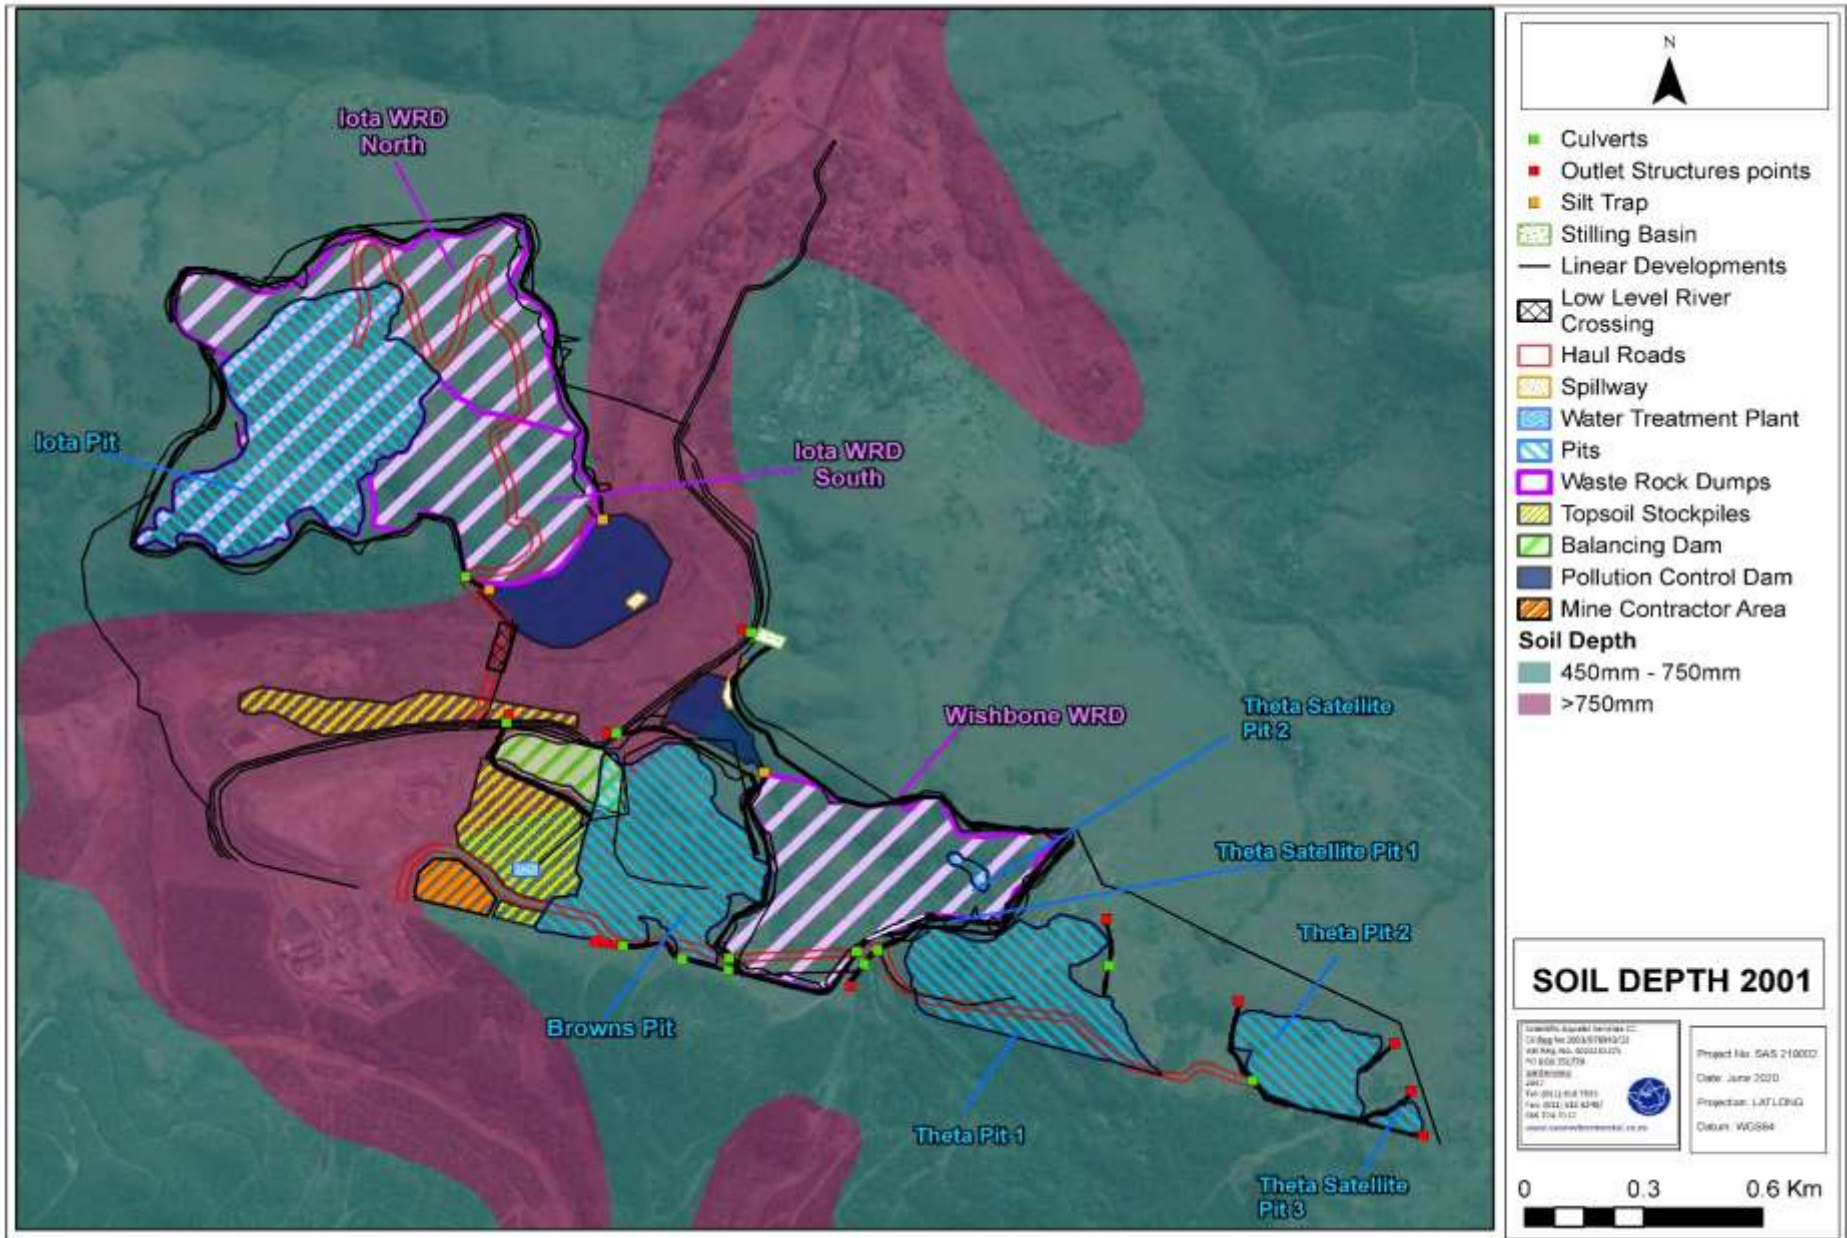 Iota WRD
North
Iota Pit
Iota WRD
South
Wishbone WRD
Theta Satellite
Pit 2
Theta Satellite Pit 1
Theta Pit 2
Browns Pit
Theta Pit 1
Theta Satellite
Pit 3
N
Culverts
Outlet Structures points
Silt Trap
Stilling Basin
Linear Developments
Low Level River
Crossing
Haul Roads
Spillway
Water Treatment Plant
Pits
Waste Rock Dumps
Topsoil Stockpiles
Balancing Dam
Pollution Control Dam
Mine Contractor Area
Soil Depth
450mm - 750mm
>750mm
SOIL DEPTH 2001
Date: June 2020
Projection: LATLONG
Datum: WGS84
0 0.3 0.6 Km